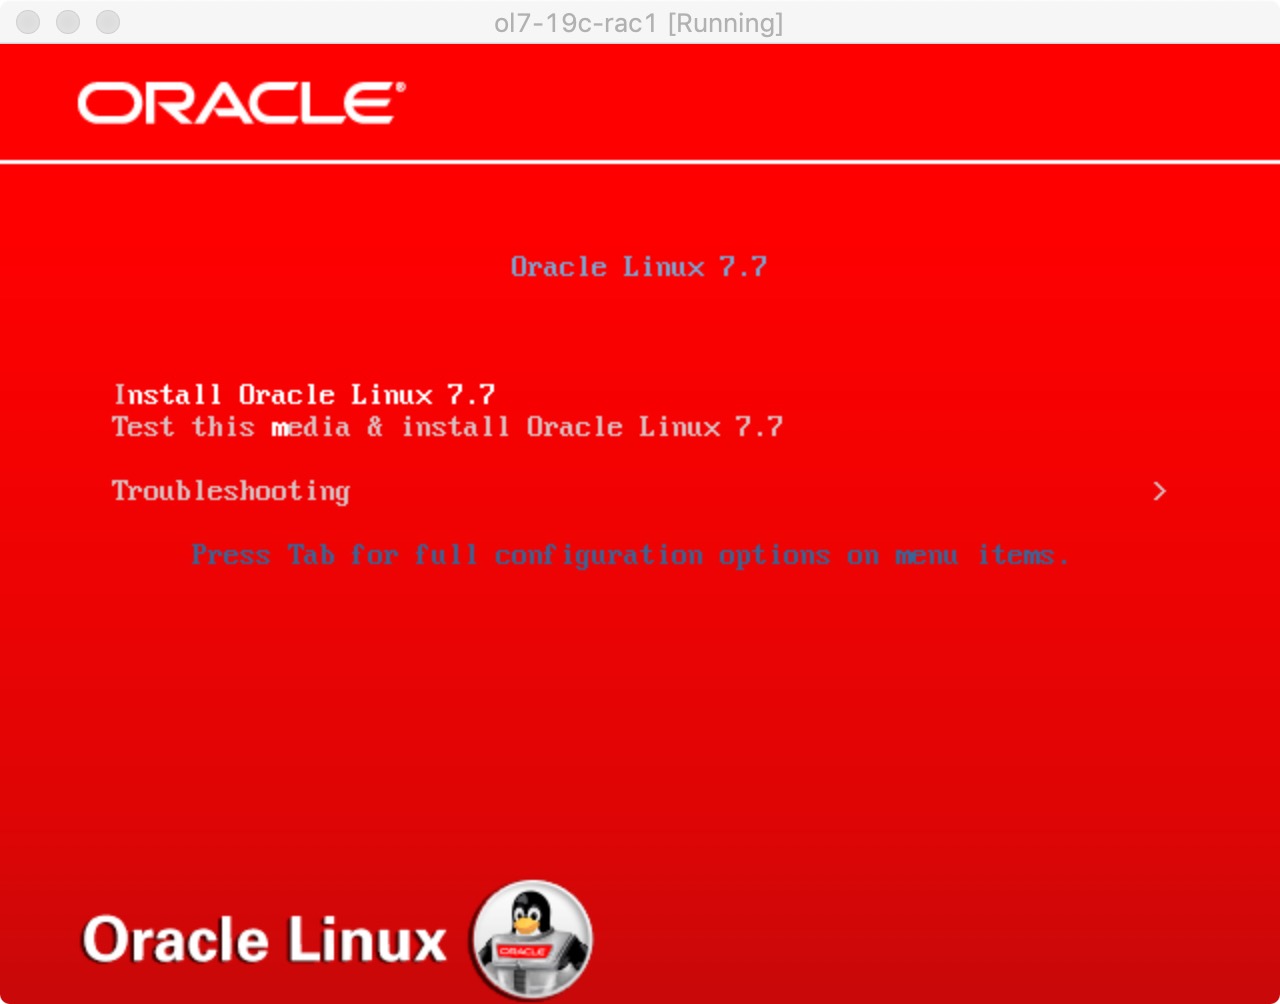 ol7-19c-rac1 [Running]
ORACLE®
Oracle Linux 7.7
Install Oracle Linux 7.7
Test this media & install Oracle Linux 7.7
Troubleshooting >
Press Tab for full configuration options on menu items.
Oracle Linux
ORACLE